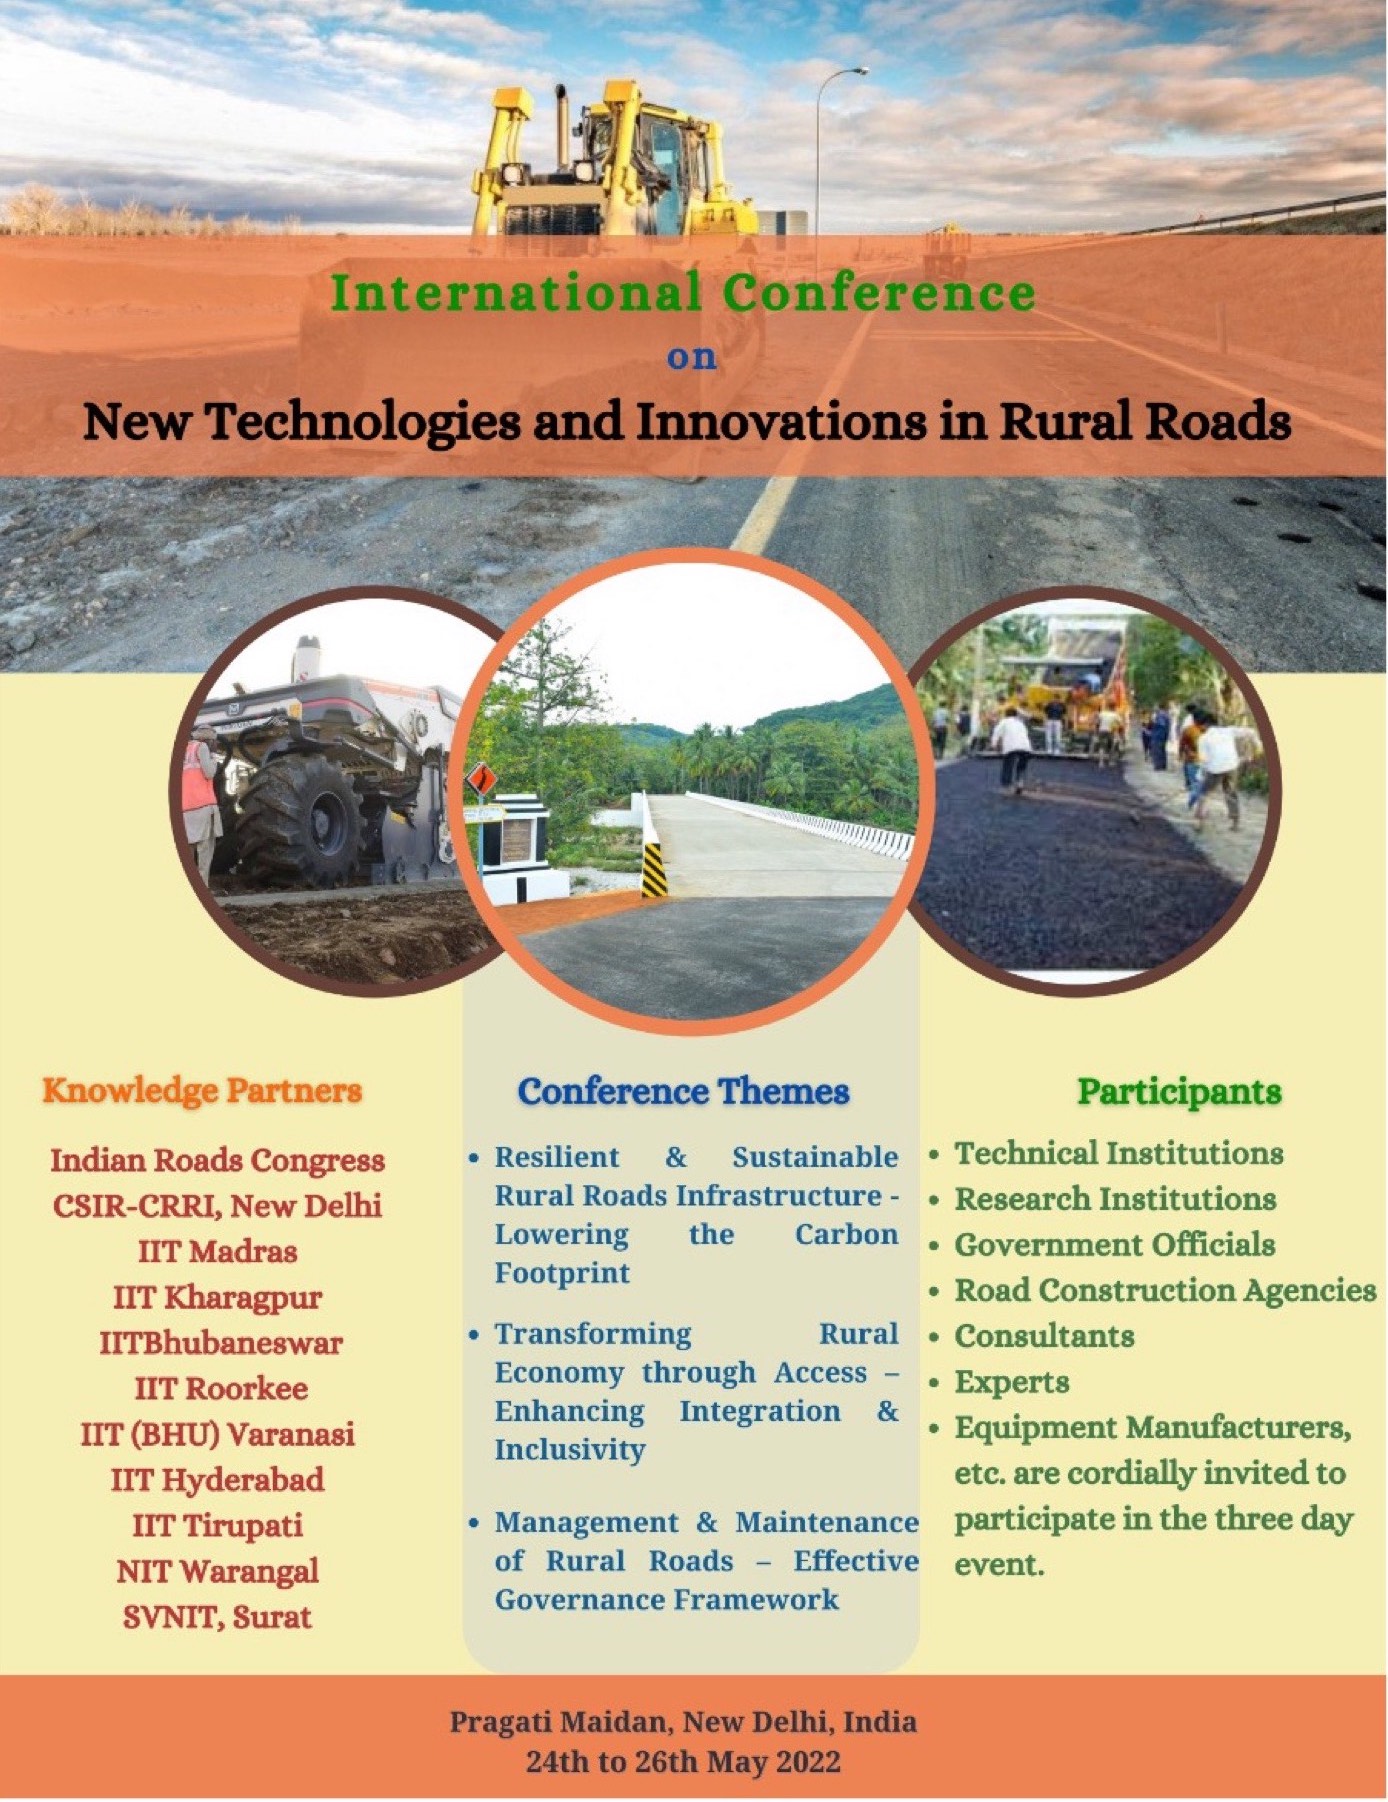 International Conference
on
New Technologies and Innovations in Rural Roads
Knowledge Partners
Indian Roads Congress
CSIR-CRRI, New Delhi
IIT Madras
IIT Kharagpur
IITBhubaneswar
IIT Roorkee
IIT (BHU) Varanasi
IIT Hyderabad
IIT Tirupati
NIT Warangal
SVNIT, Surat
Conference Themes
• Resilient & Sustainable
Rural Roads Infrastructure -
Lowering the Carbon
Footprint
• Transforming Rural
Economy through Access –
Enhancing Integration &
Inclusivity
• Management & Maintenance
of Rural Roads – Effective
Governance Framework
Participants
• Technical Institutions
• Research Institutions
• Government Officials
• Road Construction Agencies
• Consultants
• Experts
• Equipment Manufacturers,
etc. are cordially invited to
participate in the three day
event.
Pragati Maidan, New Delhi, India
24th to 26th May 2022